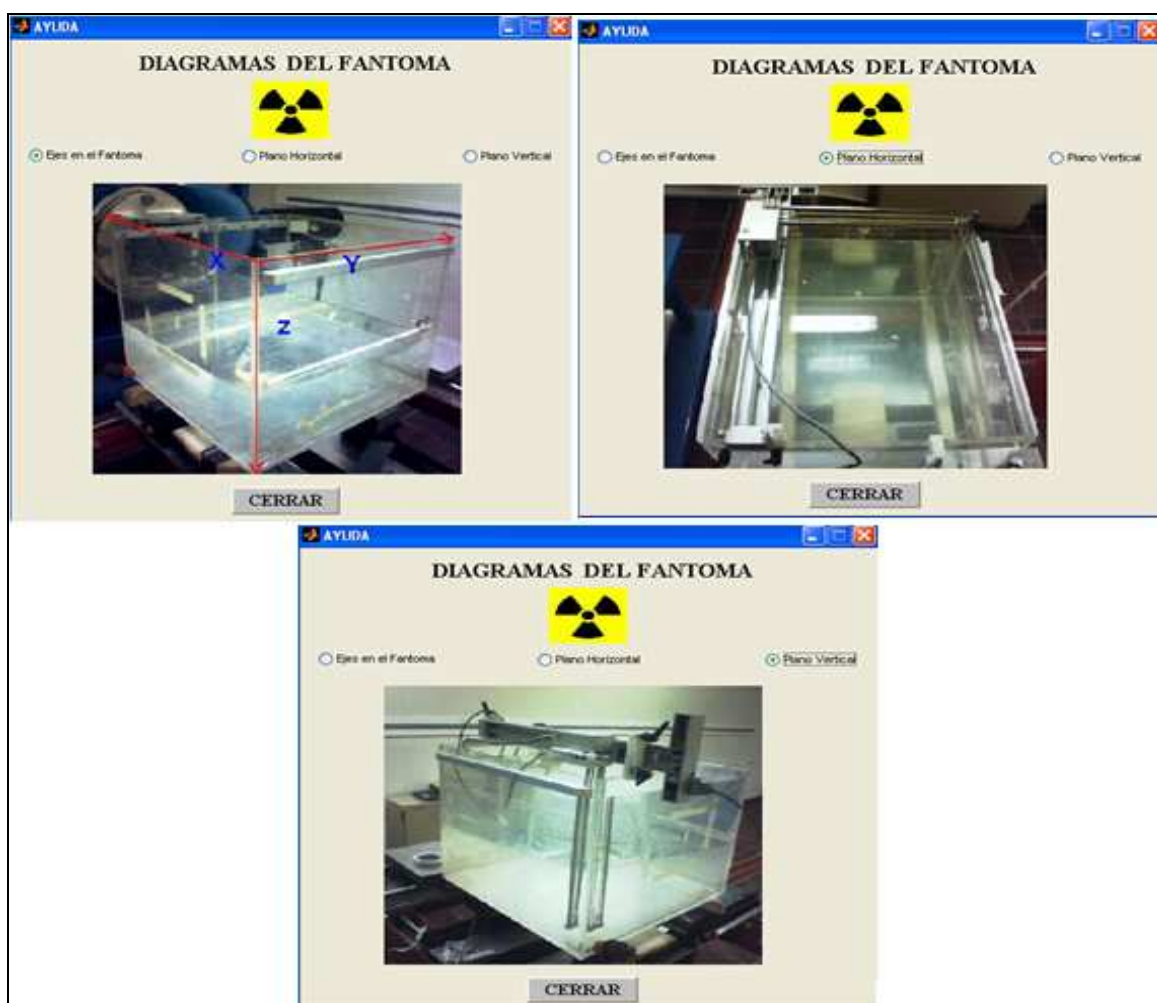 AYUDA
DIAGRAMAS DEL FANTOMA
Ejes en el Fantoma Plano Horizontal Plano Vertical
X Y
Z
CERRAR
AYUDA
DIAGRAMAS DEL FANTOMA
Ejes en el Fantoma Plano Horizontal Plano Vertical
CERRAR
AYUDA
DIAGRAMAS DEL FANTOMA
Ejes en el Fantoma Plano Horizontal Plano Vertical
CERRAR